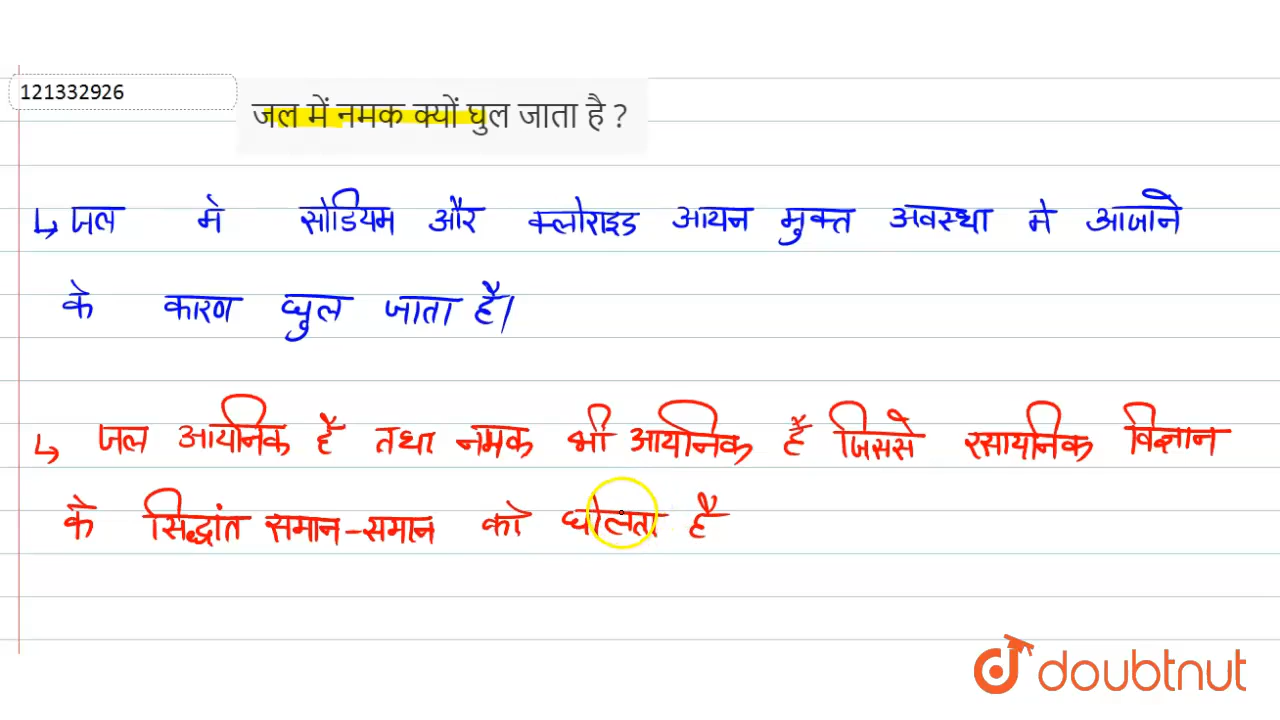 121332926
जल में नमक क्यों घुल जाता है ?
↳ जल मे सोडियम और क्लोराइड आयन मुक्त अवस्था मे आजाने
के कारण घुल जाता है।
↳ जल आयनिक है तथा नमक भी आयनिक है जिससे रसायनिक विज्ञान
के सिद्धांत समान-समान को घोलता है
doubtnut